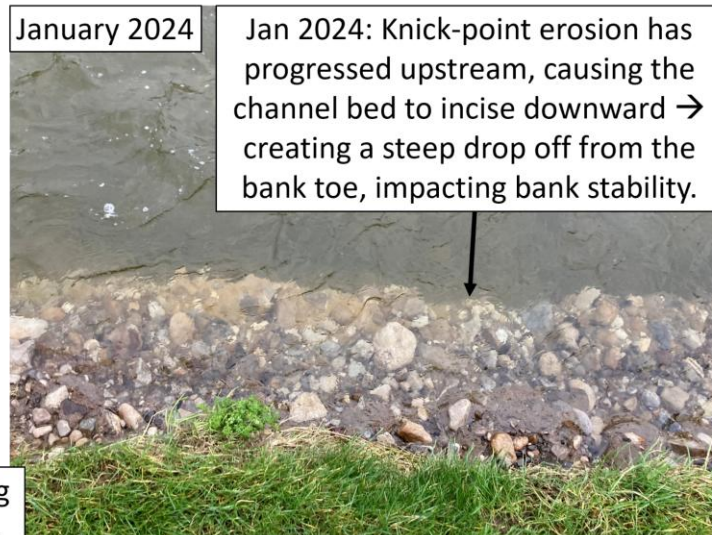 January 2024
Jan 2024: Knick-point erosion has
progressed upstream, causing the
channel bed to incise downward →
creating a steep drop off from the
bank toe, impacting bank stability.
g